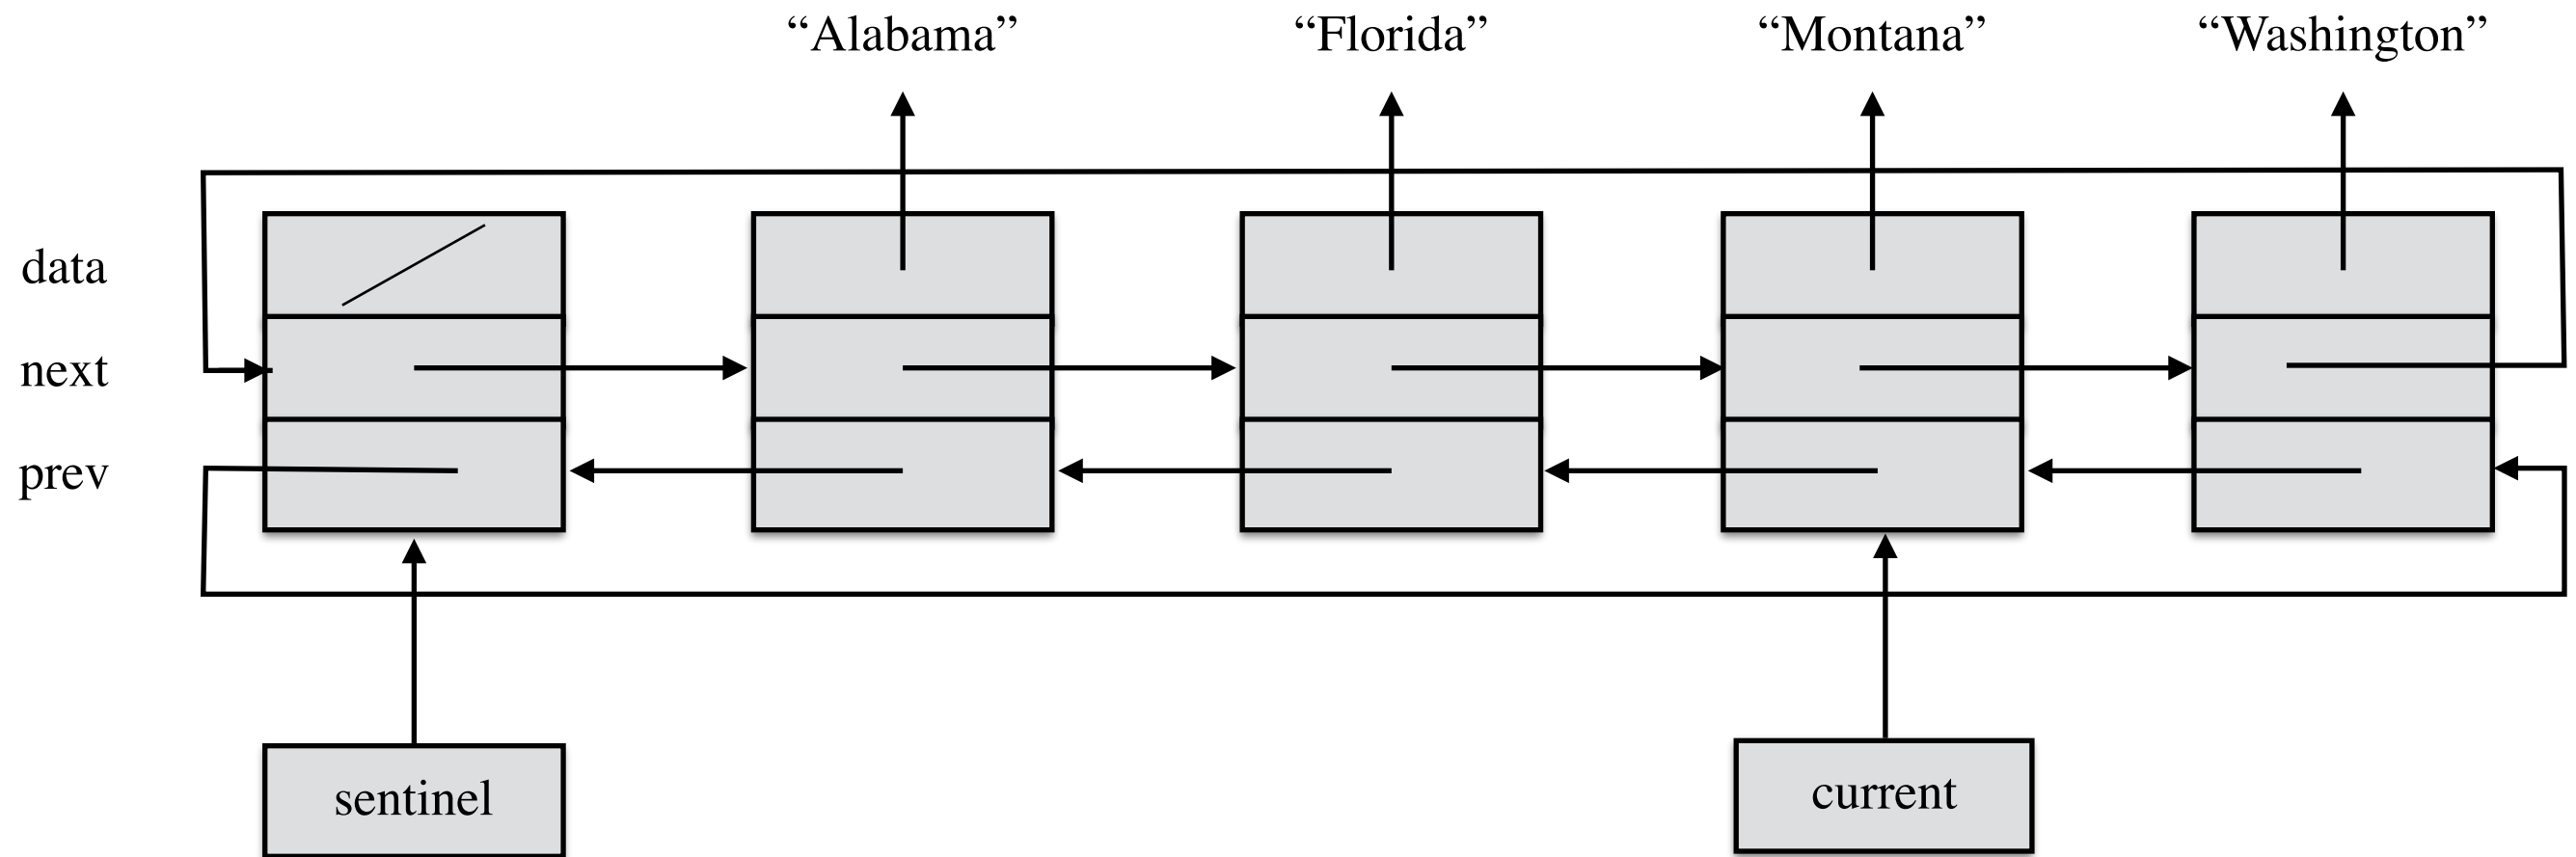 “Alabama” “Florida” “Montana” “Washington”
data
next
prev
sentinel current